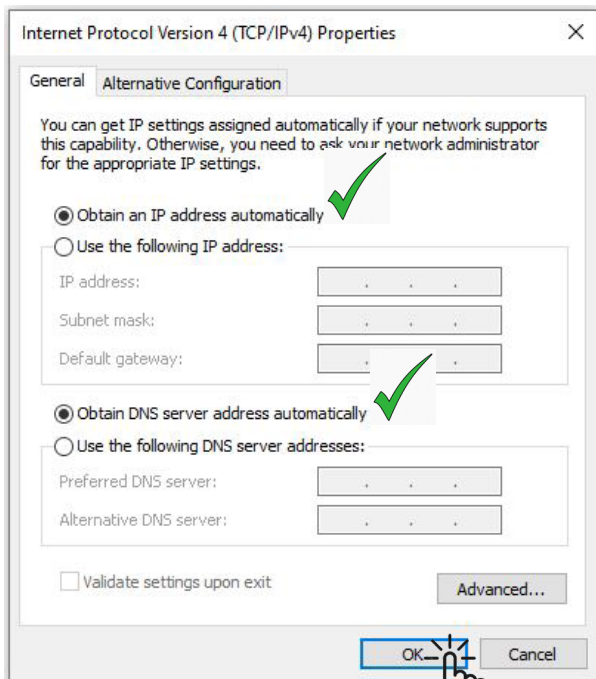 Internet Protocol Version 4 (TCP/IPv4) Properties
General
Alternative Configuration
You can get IP settings assigned automatically if your network supports
this capability. Otherwise, you need to ask your network administrator
for the appropriate IP settings.
Obtain an IP address automatically
Use the following IP address:
IP address:
Subnet mask:
Default gateway:
Obtain DNS server address automatically
Use the following DNS server addresses:
Preferred DNS server:
Alternative DNS server:
Validate settings upon exit
Advanced...
OK
Cancel